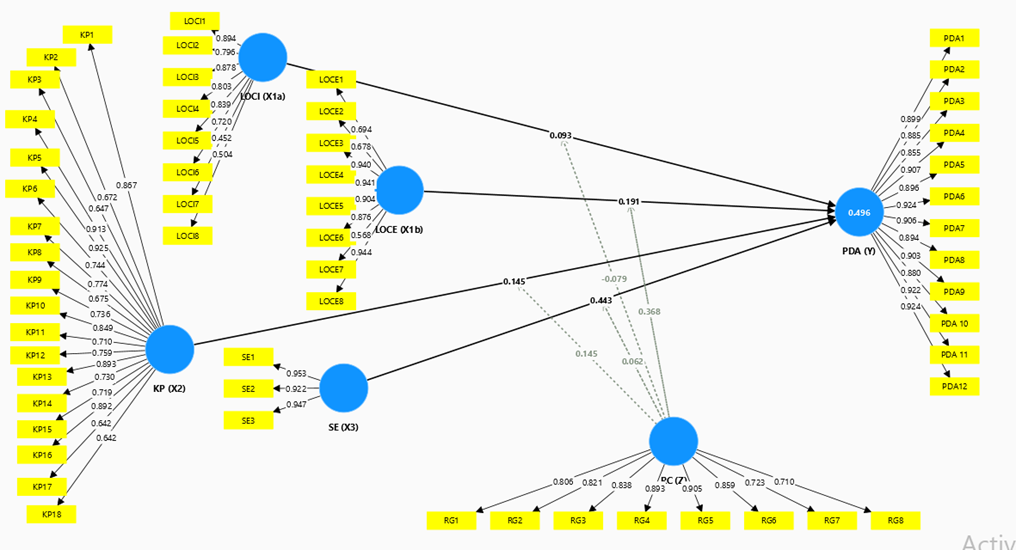 LOCI1
LOCI2
LOCI3
LOCI4
LOCI5
LOCI6
LOCI7
LOCI8
0.894
0.796
0.878
0.803
0.839
0.720
0.452
0.504
LOCI (X1a)
KP1
KP2
KP3
KP4
KP5
KP6
KP7
KP8
KP9
KP10
KP11
KP12
KP13
KP14
KP15
KP16
KP17
KP18
0.867
0.672
0.647
0.913
0.925
0.744
0.774
0.675
0.736
0.849
0.710
0.759
0.893
0.730
0.719
0.892
0.642
0.642
KP (X2)
LOCE1
LOCE2
LOCE3
LOCE4
LOCE5
LOCE6
LOCE7
LOCE8
0.694
0.678
0.940
0.941
0.904
0.876
0.568
0.944
LOCE (X1b)
SE1
SE2
SE3
0.953
0.922
0.947
SE (X3)
0.093
0.191
0.145
0.443
-0.079
0.368
0.145
0.062
0.496
PDA (Y)
PDA1
PDA2
PDA3
PDA4
PDA5
PDA6
PDA7
PDA8
PDA9
PDA 10
PDA 11
PDA12
0.899
0.885
0.855
0.907
0.896
0.924
0.906
0.894
0.903
0.880
0.922
0.924
PC (Z)
0.806
0.821
0.838
0.893
0.905
0.859
0.723
0.710
RG1
RG2
RG3
RG4
RG5
RG6
RG7
RG8
Activ